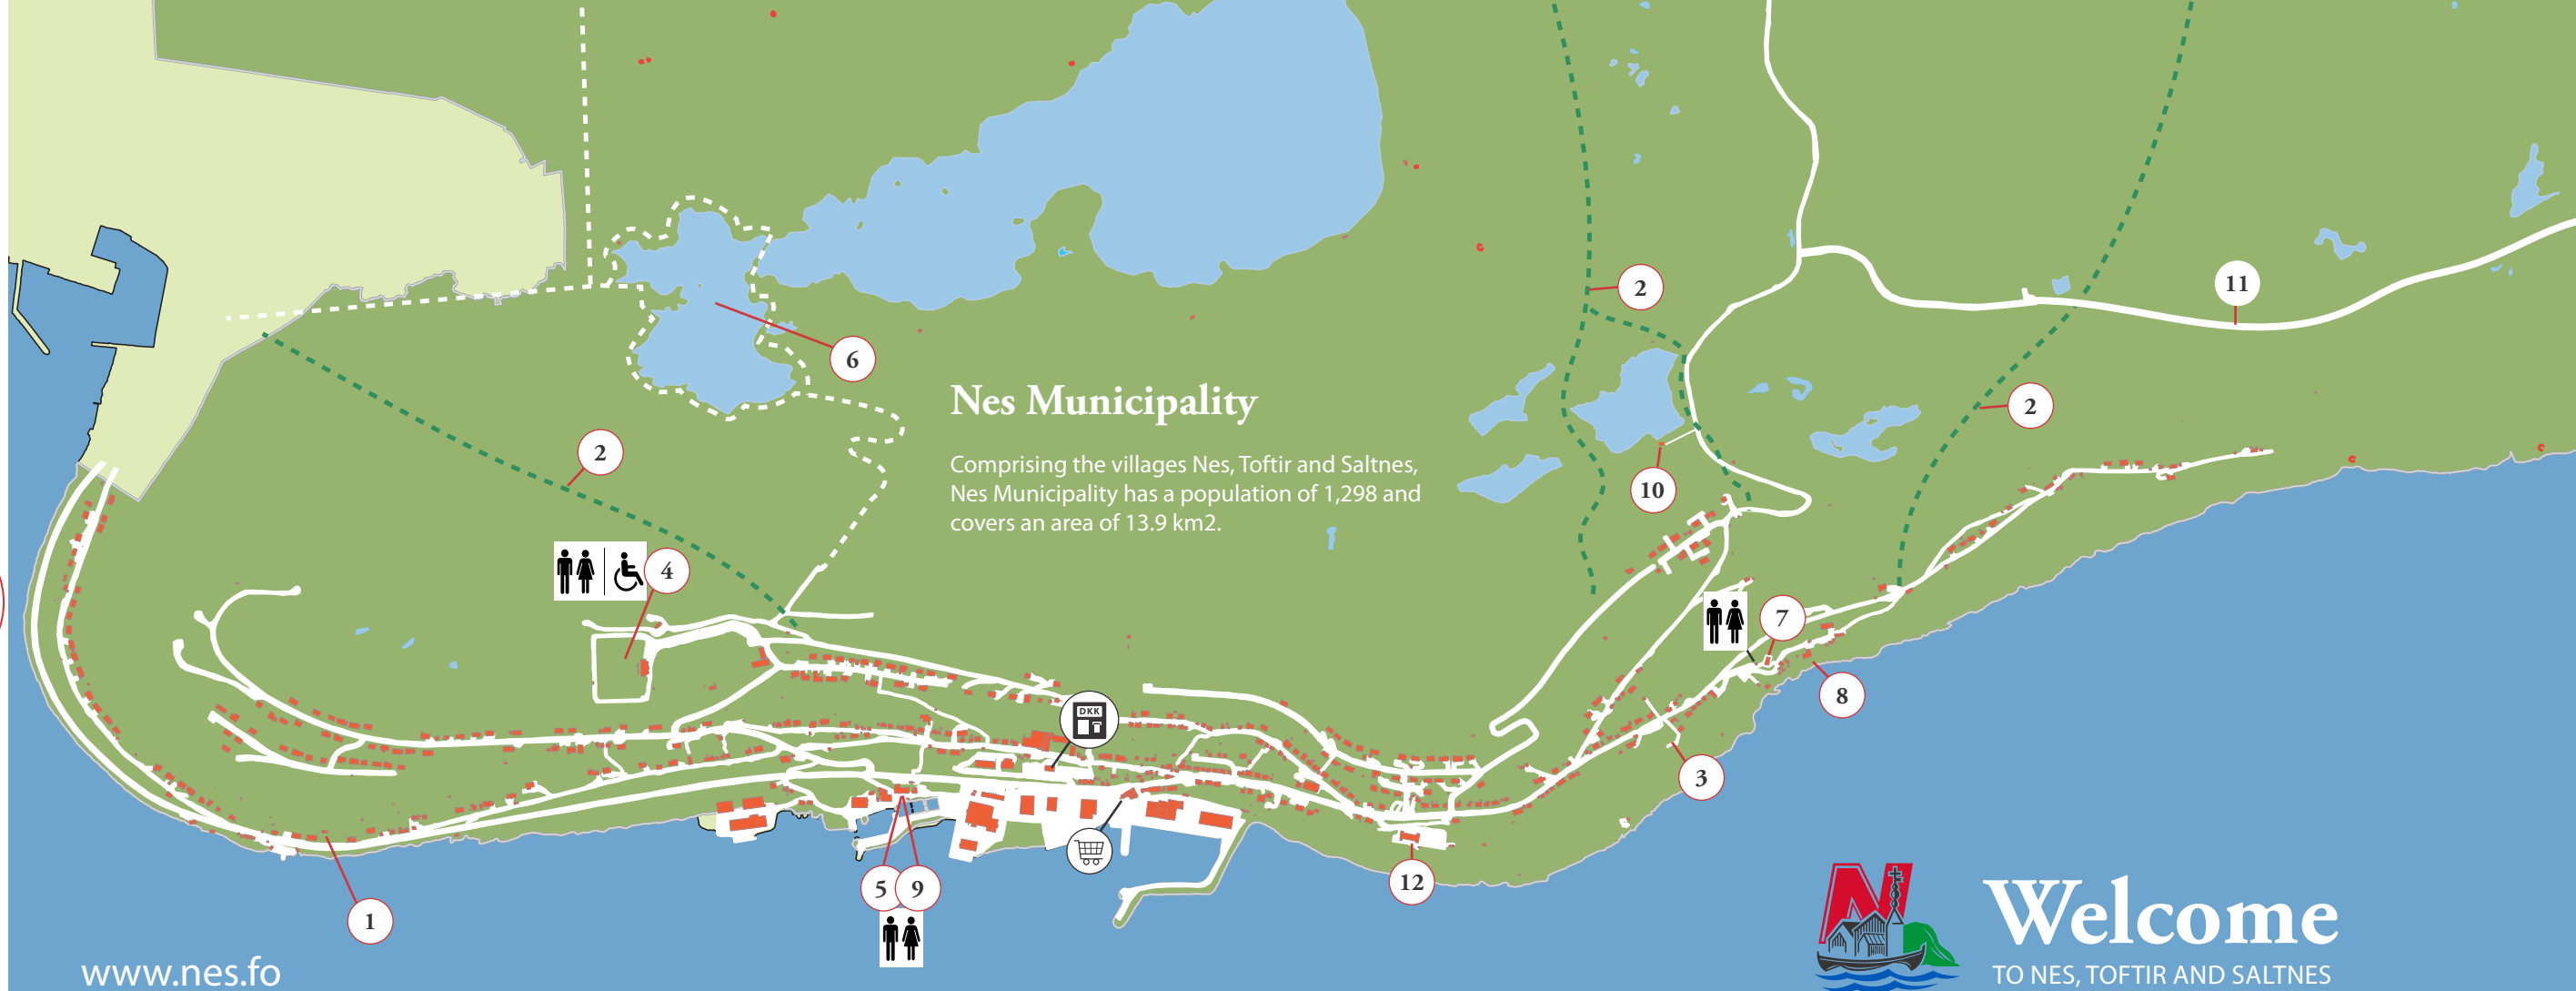 11
2
6
Nes Municipality
2
2
Comprising the villages Nes, Toftir and Saltnes,
Nes Municipality has a population of 1,298 and
covers an area of 13.9 km2.
10
4
7
8
DKK
3
12
5
9
1
Welcome
TO NES, TOFTIR AND SALTNES
www.nes.fo